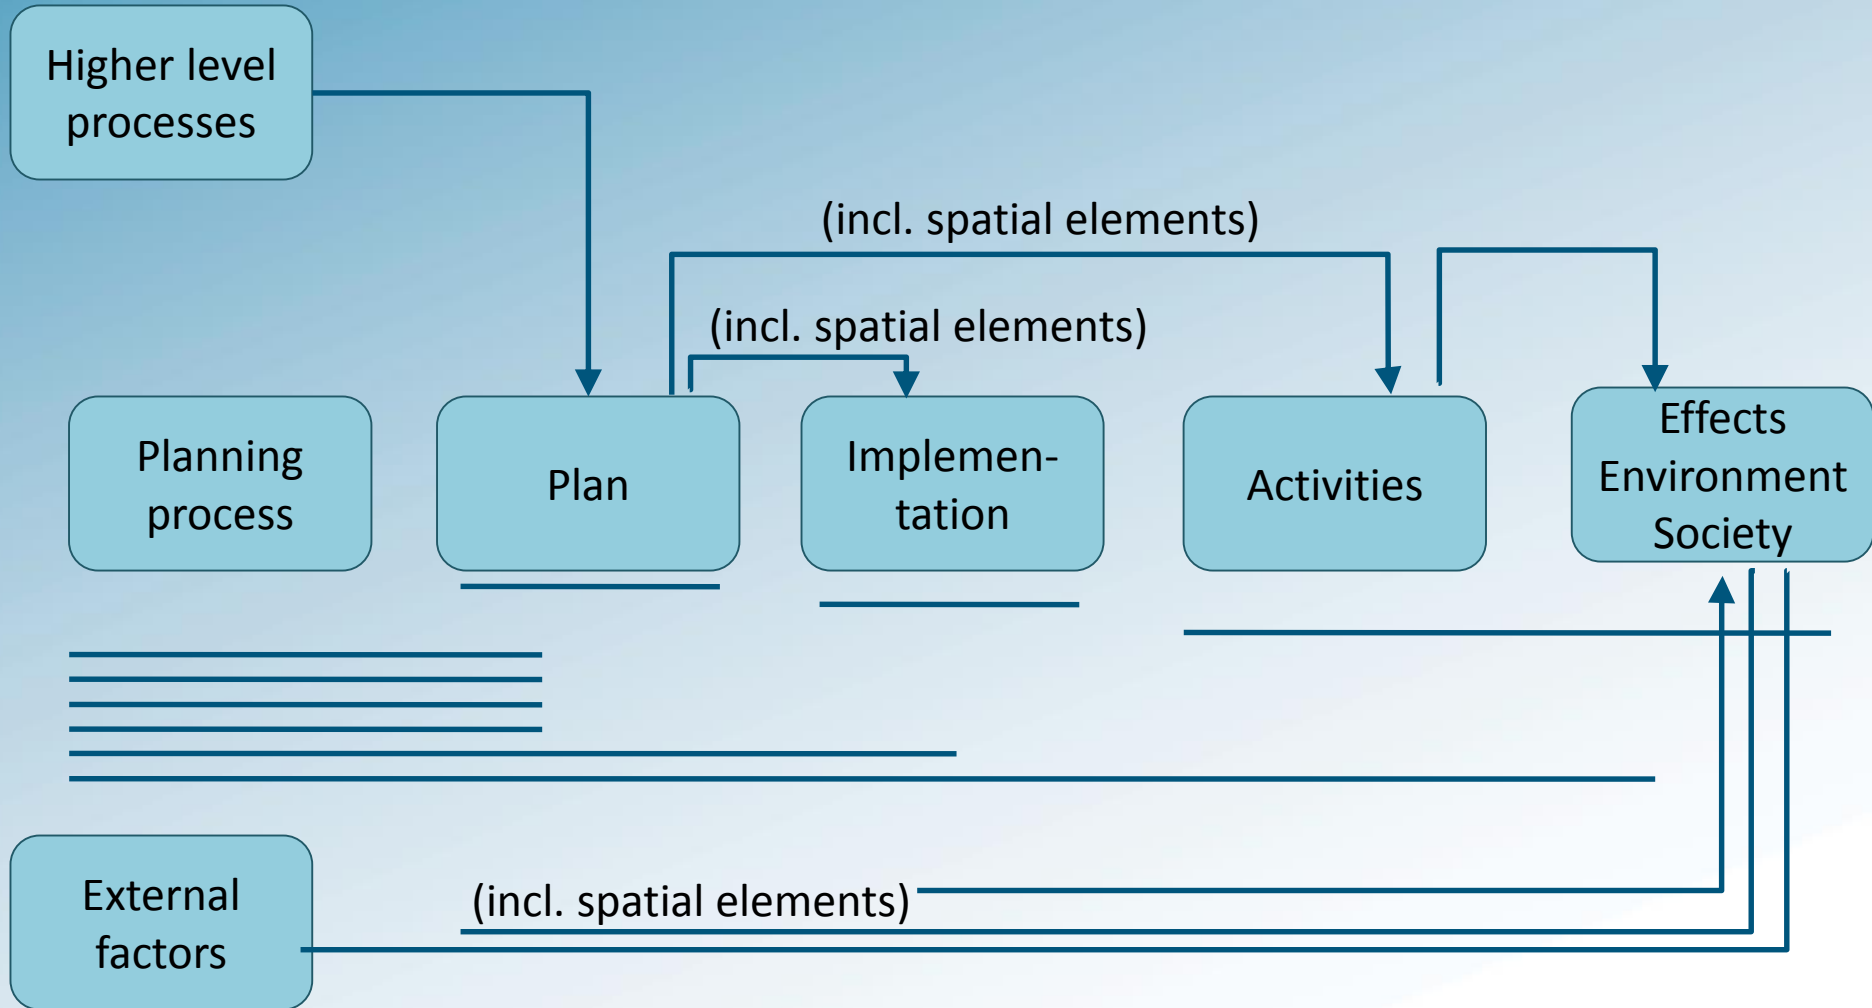 Higher level
processes
(incl. spatial elements)
(incl. spatial elements)
Planning
process
Plan
Implemen-
tation
Activities
Effects
Environment
Society
External
factors
(incl. spatial elements)